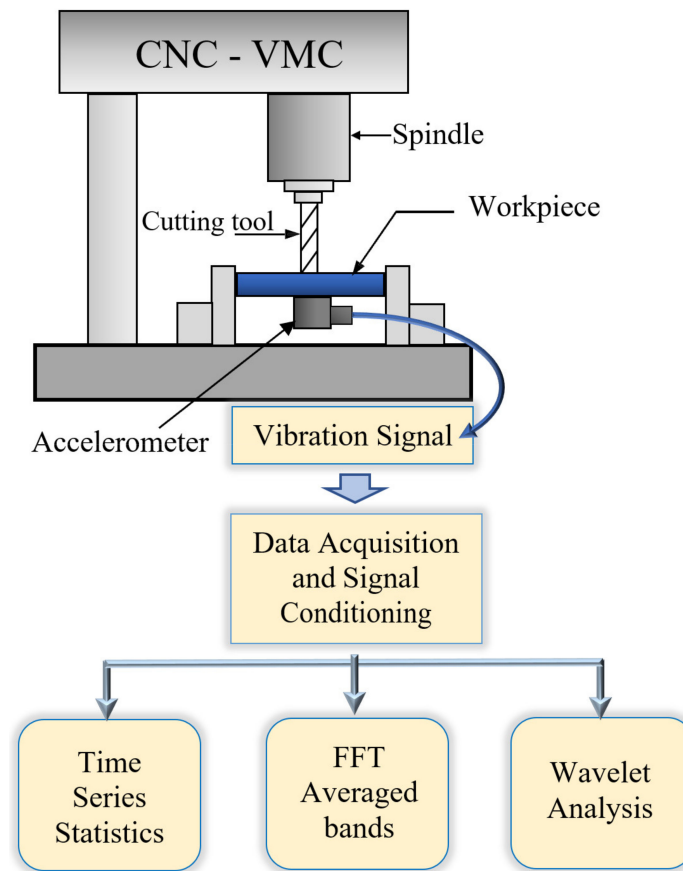 CNC - VMC
Spindle
Cutting tool
Workpiece
Accelerometer
Vibration Signal
Data Acquisition
and Signal
Conditioning
Time
Series
Statistics
FFT
Averaged
bands
Wavelet
Analysis